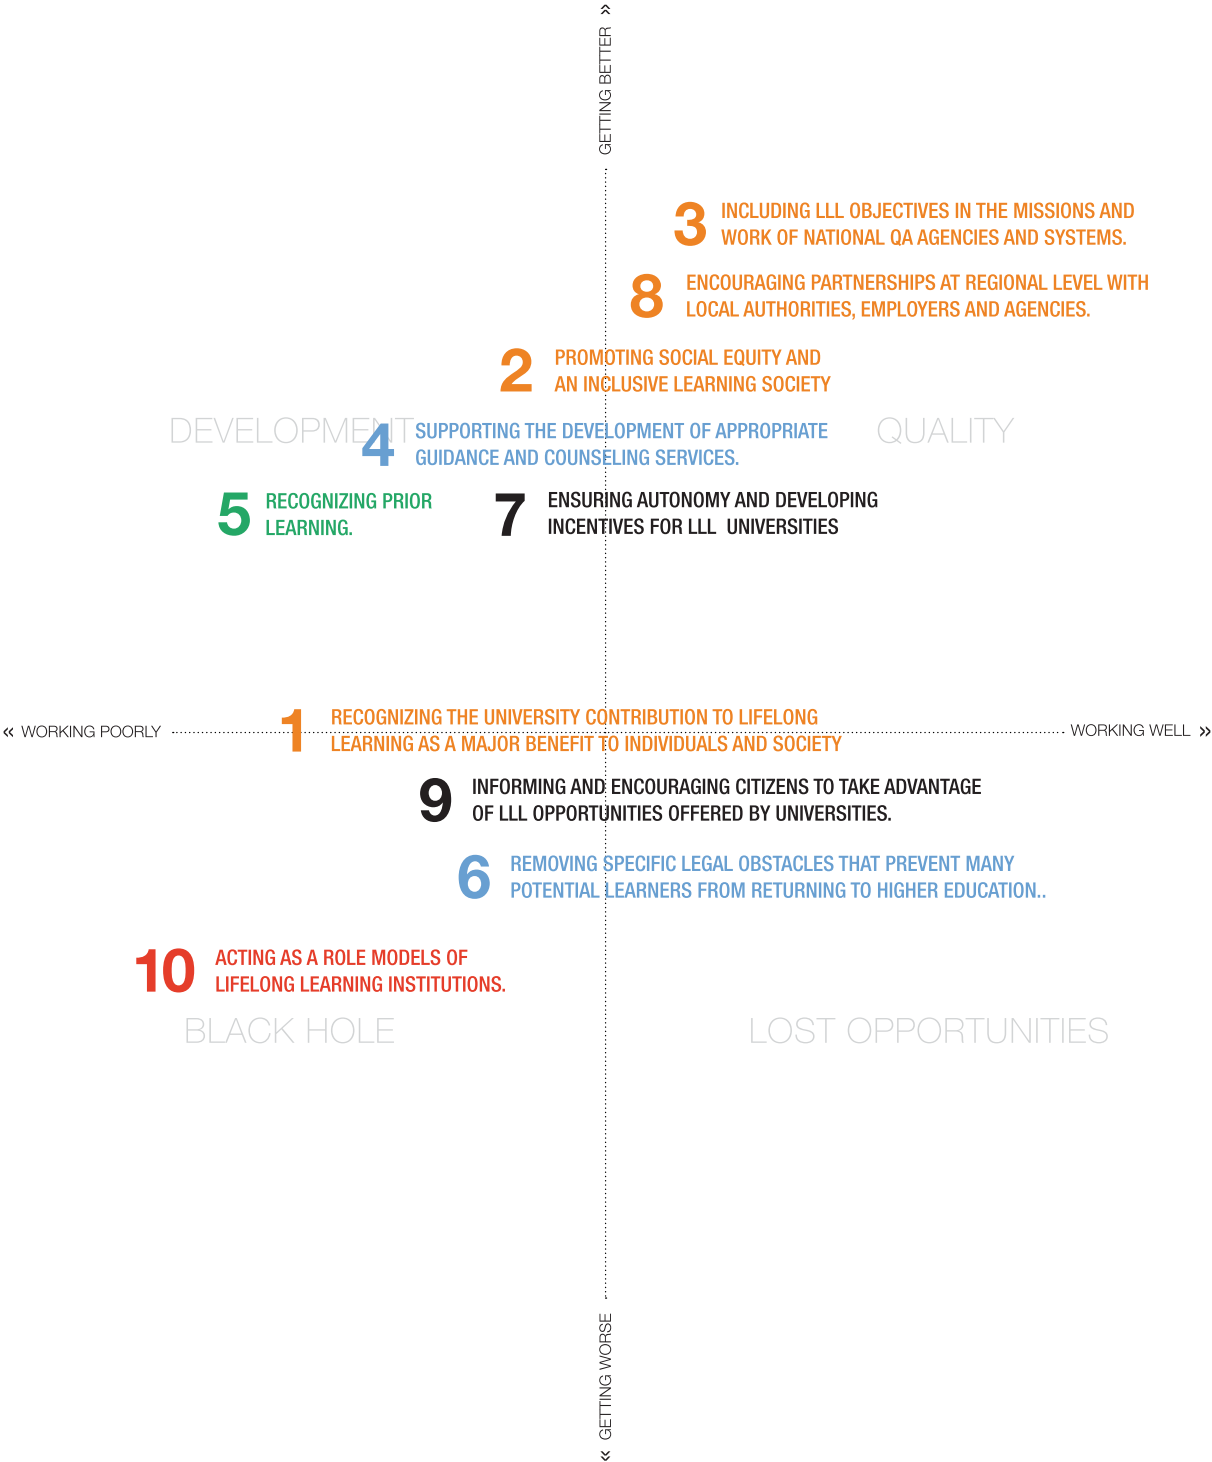 « GETTING BETTER
3 INCLUDING LLL OBJECTIVES IN THE MISSIONS AND
WORK OF NATIONAL QA AGENCIES AND SYSTEMS.
8 ENCOURAGING PARTNERSHIPS AT REGIONAL LEVEL WITH
LOCAL AUTHORITIES, EMPLOYERS AND AGENCIES.
2 PROMOTING SOCIAL EQUITY AND
AN INCLUSIVE LEARNING SOCIETY
DEVELOPMENT
QUALITY
4 SUPPORTING THE DEVELOPMENT OF APPROPRIATE
GUIDANCE AND COUNSELING SERVICES.
5 RECOGNIZING PRIOR
LEARNING.
7 ENSURING AUTONOMY AND DEVELOPING
INCENTIVES FOR LLL UNIVERSITIES
« WORKING POORLY
WORKING WELL »
1 RECOGNIZING THE UNIVERSITY CONTRIBUTION TO LIFELONG
LEARNING AS A MAJOR BENEFIT TO INDIVIDUALS AND SOCIETY
9 INFORMING AND ENCOURAGING CITIZENS TO TAKE ADVANTAGE
OF LLL OPPORTUNITIES OFFERED BY UNIVERSITIES.
6 REMOVING SPECIFIC LEGAL OBSTACLES THAT PREVENT MANY
POTENTIAL LEARNERS FROM RETURNING TO HIGHER EDUCATION..
10 ACTING AS A ROLE MODELS OF
LIFELONG LEARNING INSTITUTIONS.
BLACK HOLE
LOST OPPORTUNITIES
« GETTING WORSE